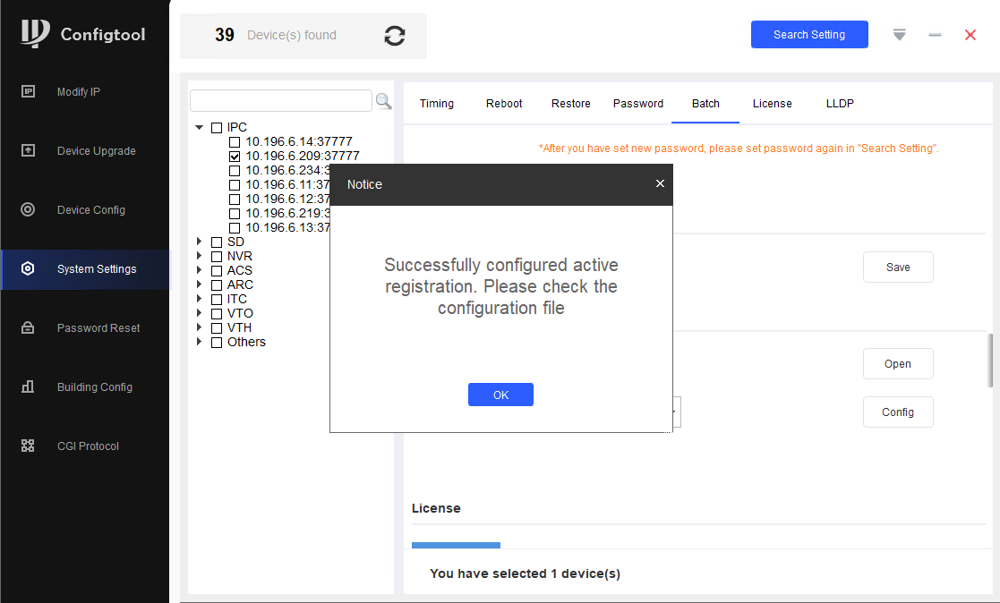 Configtool
39 Device(s) found
Search Setting
IP Modify IP
Device Upgrade
Device Config
System Settings
Password Reset
Building Config
CGI Protocol
IPC
10.196.6.14:37777
10.196.6.209:37777
10.196.6.234:3
10.196.6.11:37
10.196.6.12:37
10.196.6.219:3
10.196.6.13:37
SD
NVR
ACS
ARC
ITC
VTO
VTH
Others
Timing Reboot Restore Password Batch License LLDP
*After you have set new password, please set password again in "Search Setting".
Notice
Successfully configured active
registration. Please check the
configuration file
OK
Save
Open
Config
License
You have selected 1 device(s)